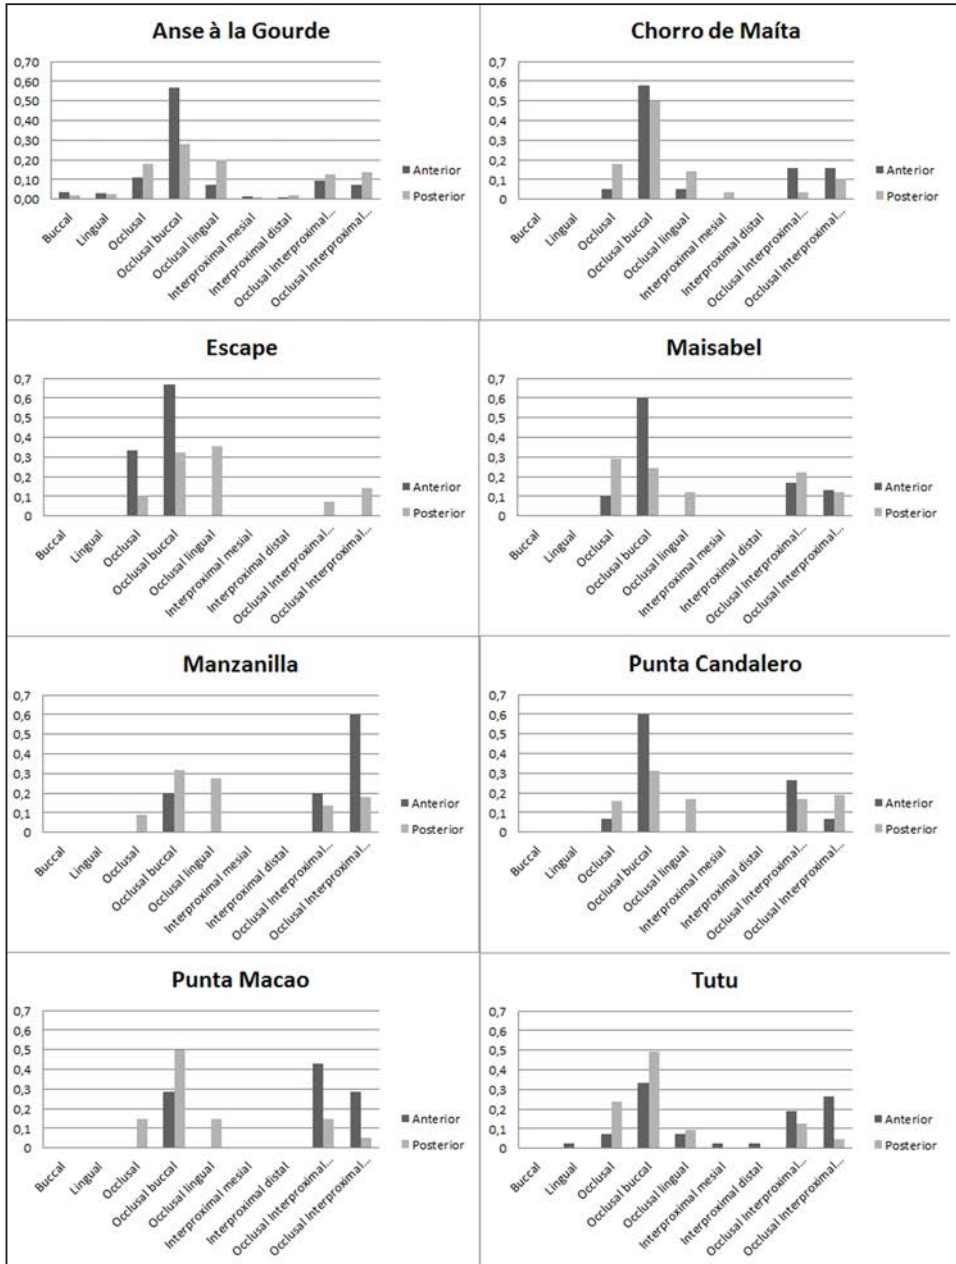 Anse à la Gourde
0,70
0,60
0,50
0,40
0,30
0,20
0,10
0,00
Buccal
Lingual
Occlusal
Occlusal buccal
Occlusal lingual
Interproximal mesial
Interproximal distal
Occlusal Interproximal...
Occlusal Interproximal...
Anterior
Posterior
Chorro de Maíta
0,7
0,6
0,5
0,4
0,3
0,2
0,1
0
Buccal
Lingual
Occlusal
Occlusal buccal
Occlusal lingual
Interproximal mesial
Interproximal distal
Occlusal Interproximal...
Occlusal Interproximal...
Anterior
Posterior
Escape
0,7
0,6
0,5
0,4
0,3
0,2
0,1
0
Buccal
Lingual
Occlusal
Occlusal buccal
Occlusal lingual
Interproximal mesial
Interproximal distal
Occlusal Interproximal...
Occlusal Interproximal...
Anterior
Posterior
Maisabel
0,7
0,6
0,5
0,4
0,3
0,2
0,1
0
Buccal
Lingual
Occlusal
Occlusal buccal
Occlusal lingual
Interproximal mesial
Interproximal distal
Occlusal Interproximal...
Occlusal Interproximal...
Anterior
Posterior
Manzanilla
0,7
0,6
0,5
0,4
0,3
0,2
0,1
0
Buccal
Lingual
Occlusal
Occlusal buccal
Occlusal lingual
Interproximal mesial
Interproximal distal
Occlusal Interproximal...
Occlusal Interproximal...
Anterior
Posterior
Punta Candalero
0,7
0,6
0,5
0,4
0,3
0,2
0,1
0
Buccal
Lingual
Occlusal
Occlusal buccal
Occlusal lingual
Interproximal mesial
Interproximal distal
Occlusal Interproximal...
Occlusal Interproximal...
Anterior
Posterior
Punta Macao
0,7
0,6
0,5
0,4
0,3
0,2
0,1
0
Buccal
Lingual
Occlusal
Occlusal buccal
Occlusal lingual
Interproximal mesial
Interproximal distal
Occlusal Interproximal...
Occlusal Interproximal...
Anterior
Posterior
Tutu
0,7
0,6
0,5
0,4
0,3
0,2
0,1
0
Buccal
Lingual
Occlusal
Occlusal buccal
Occlusal lingual
Interproximal mesial
Interproximal distal
Occlusal Interproximal...
Occlusal Interproximal...
Anterior
Posterior